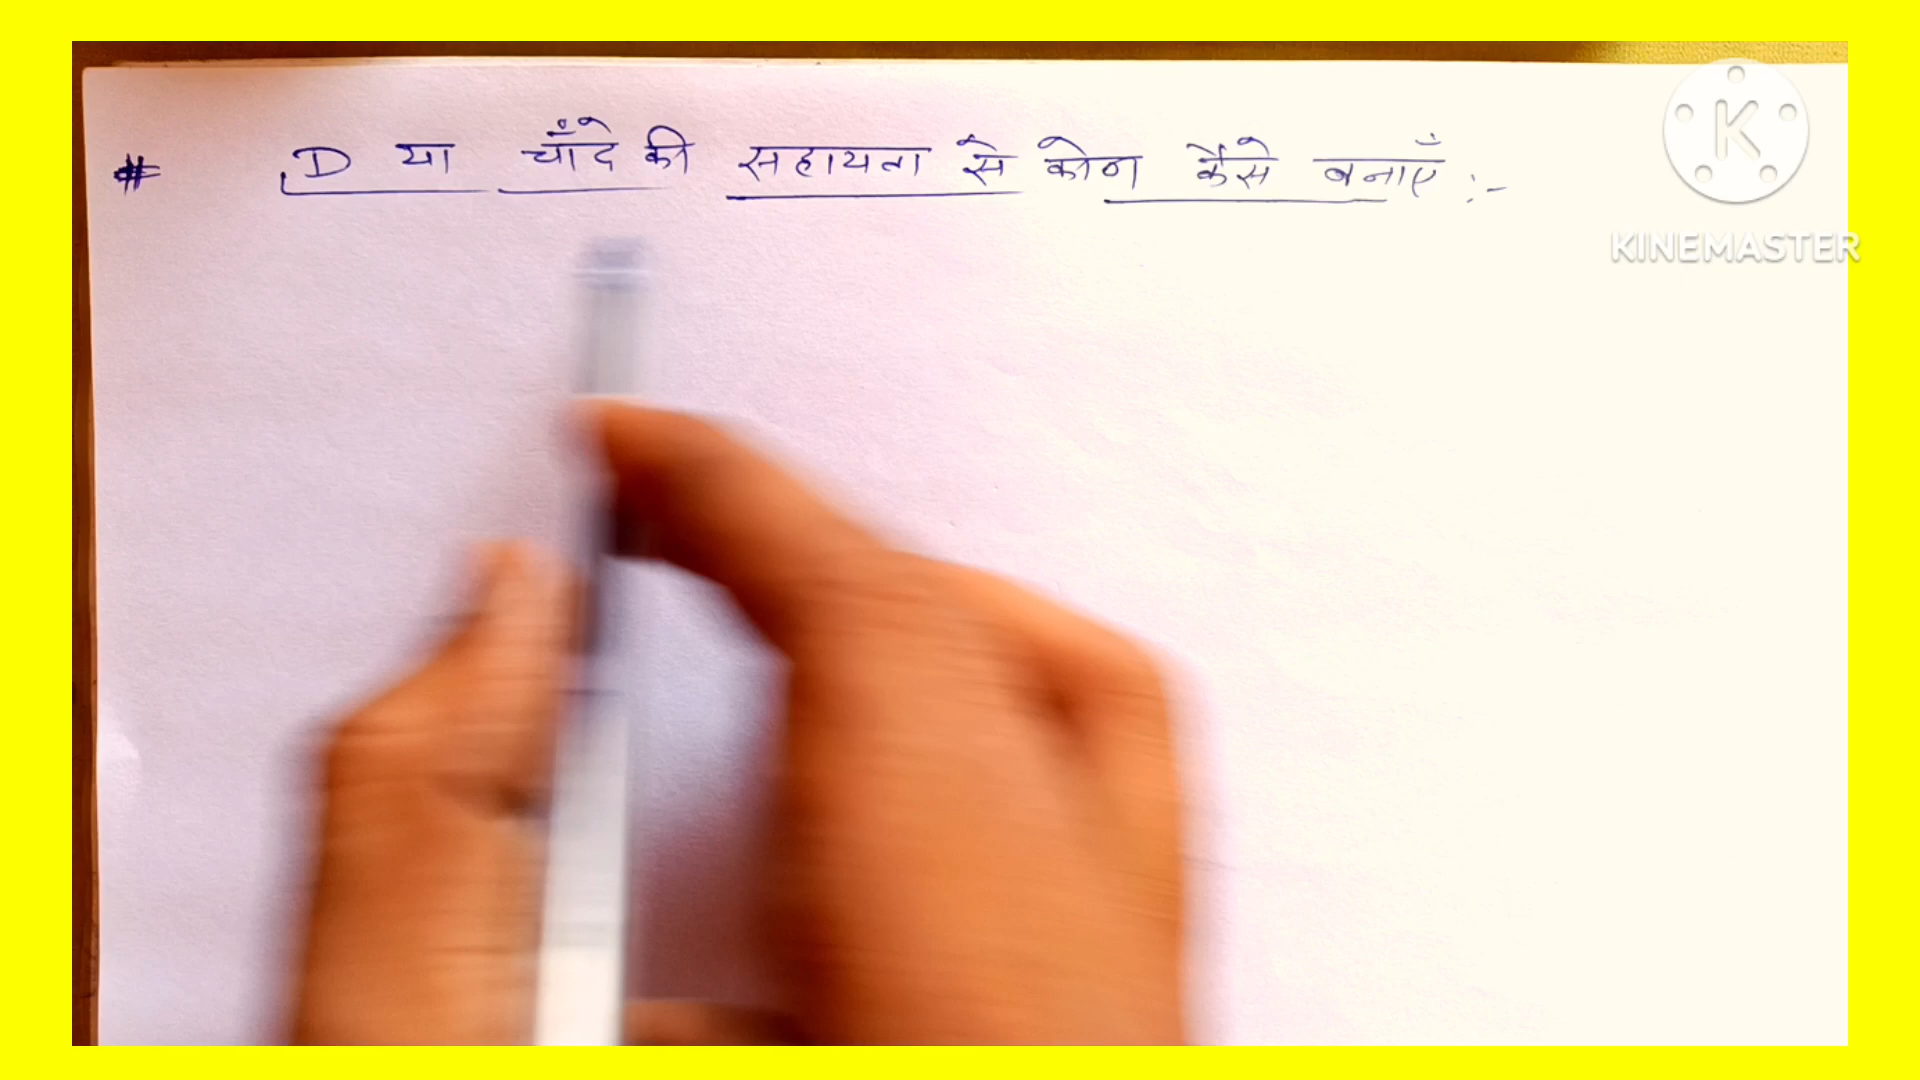 # D या चाँदे की सहायता से कोण कैसे बनाएँ :-
K
KINEMASTER